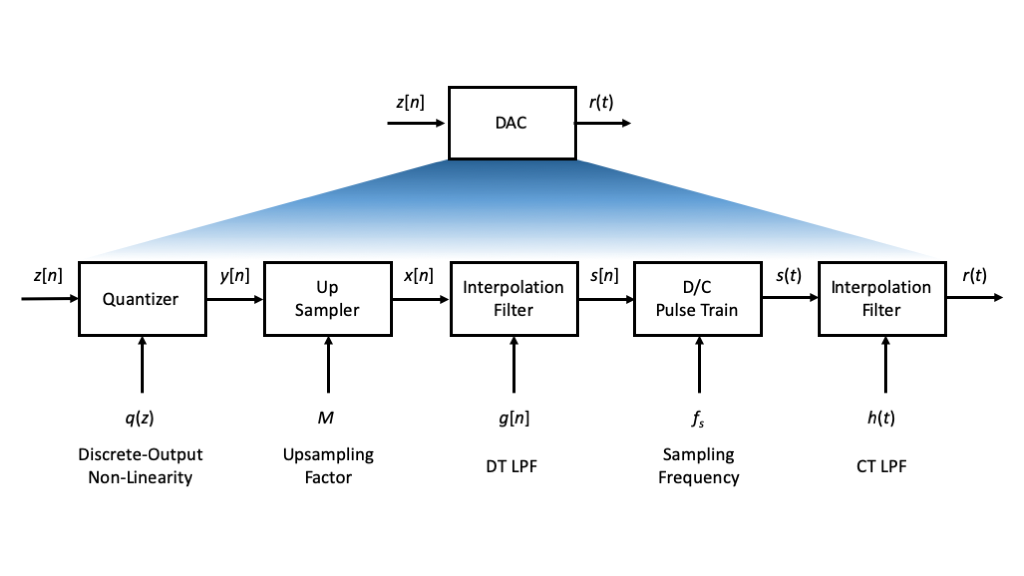 z[n]
DAC
r(t)
z[n]
Quantizer
y[n]
Up
Sampler
x[n]
Interpolation
Filter
s[n]
D/C
Pulse Train
s(t)
Interpolation
Filter
r(t)
q(z)
M
g[n]
fs
h(t)
Discrete-Output
Non-Linearity
Upsampling
Factor
DT LPF
Sampling
Frequency
CT LPF